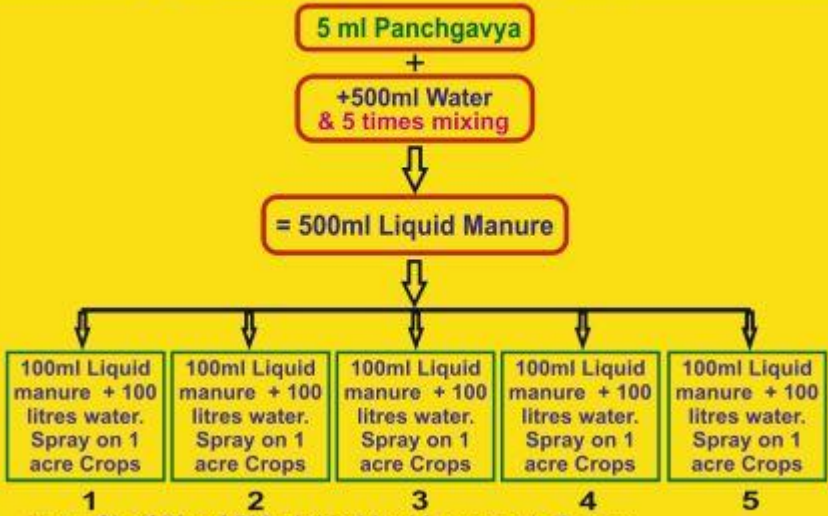 5 ml Panchgavya
+
+500ml Water
& 5 times mixing
= 500ml Liquid Manure
100ml Liquid
manure + 100
litres water.
Spray on 1
acre Crops
100ml Liquid
manure + 100
litres water.
Spray on 1
acre Crops
100ml Liquid
manure + 100
litres water.
Spray on 1
acre Crops
100ml Liquid
manure + 100
litres water.
Spray on 1
acre Crops
100ml Liquid
manure + 100
litres water.
Spray on 1
acre Crops
1 2 3 4 5